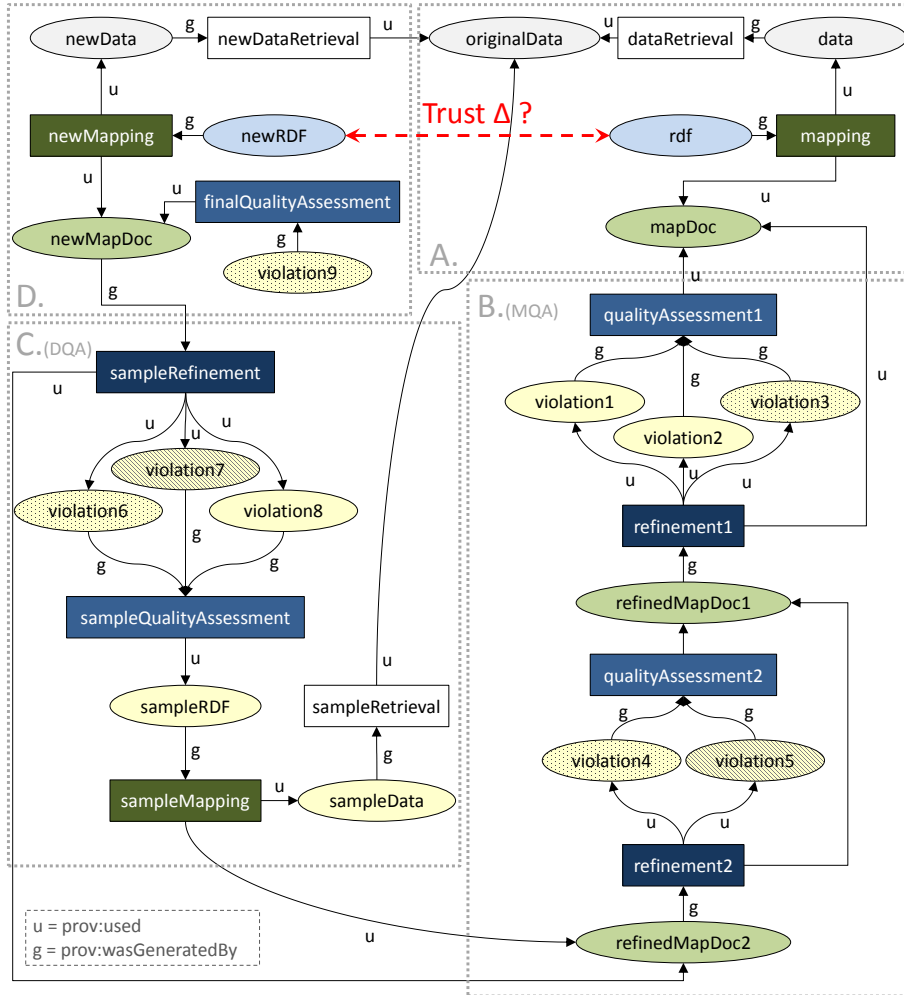 newData
g
newDataRetrieval
u
originalData
u
dataRetrieval
g
data
u
u
newMapping
g
newRDF
Trust Δ ?
rdf
g
mapping
u
u
u
finalQualityAssessment
newMapDoc
g
violation9
mapDoc
A.
D.
g
u
B.(MQA)
qualityAssessment1
C.(DQA)
sampleRefinement
u
g
g
g
u
violation1
violation2
violation3
u
u
u
violation7
violation6
violation8
u
u
u
refinement1
g
g
g
g
refinedMapDoc1
sampleQualityAssessment
u
u
qualityAssessment2
sampleRDF
sampleRetrieval
g
g
g
violation4
violation5
g
sampleMapping
u
sampleData
u
u
refinement2
g
u = prov:used
g = prov:wasGeneratedBy
u
refinedMapDoc2